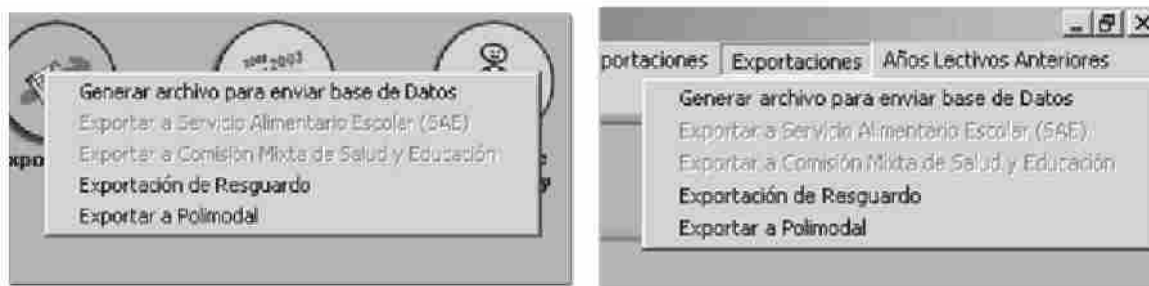 2003
Generar archivo para enviar base de Datos
Exportar a Servicio Alimentario Escolar (SAE)
Exportar a Comisión Mixta de Salud y Educación
Exportación de Resguardo
Exportar a Polimodal
portaciones Exportaciones Años Lectivos Anteriores
Generar archivo para enviar base de Datos
Exportar a Servicio Alimentario Escolar (SAE)
Exportar a Comisión Mixta de Salud y Educación
Exportación de Resguardo
Exportar a Polimodal